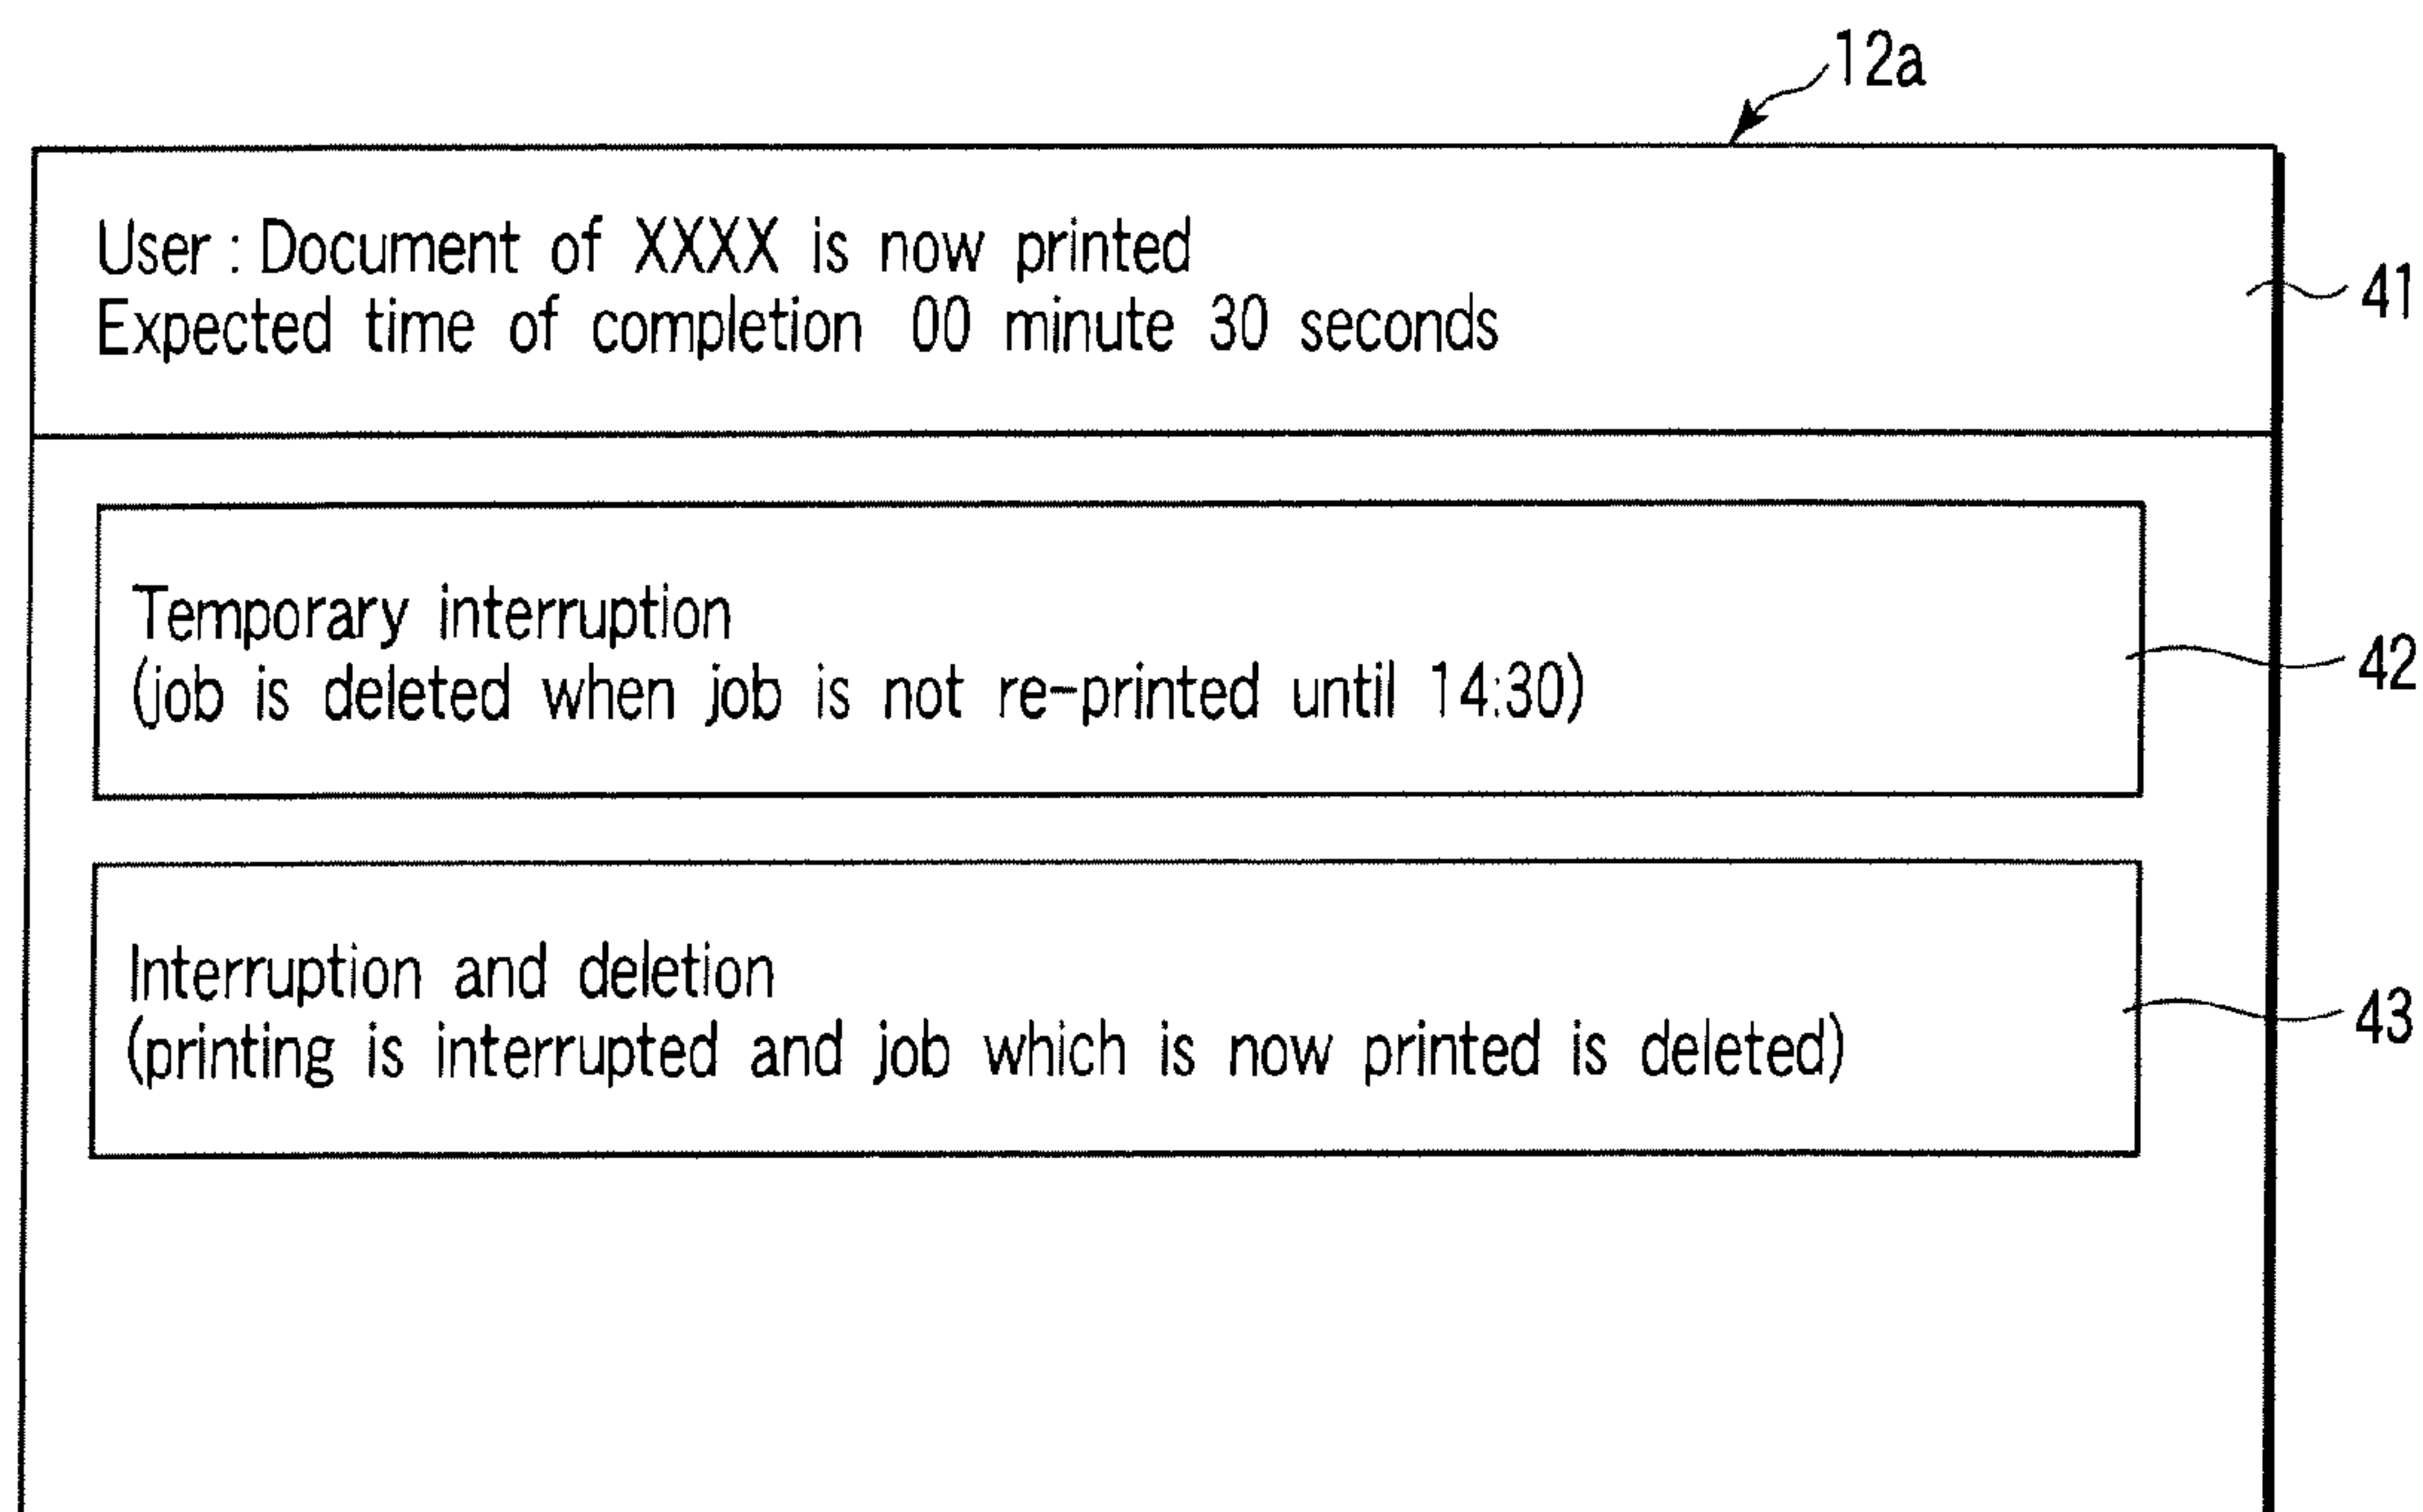 12a
User : Document of XXXX is now printed
Expected time of completion 00 minute 30 seconds
41
Temporary interruption
(job is deleted when job is not re-printed until 14:30)
42
Interruption and deletion
(printing is interrupted and job which is now printed is deleted)
43